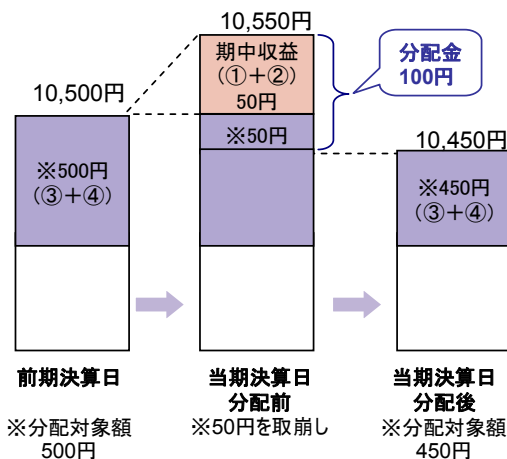 10,500円
※500円
(③+④)
前期決算日
※分配対象額
500円
10,550円
期中収益
(①+②)
50円
※50円
当期決算日
分配前
※50円を取崩し
分配金
100円
10,450円
※450円
(③+④)
当期決算日
分配後
※分配対象額
450円